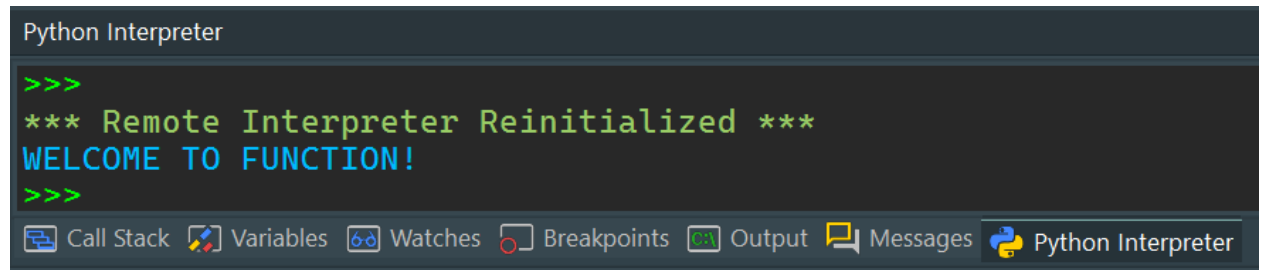 Python Interpreter
>>>
*** Remote Interpreter Reinitialized ***
WELCOME TO FUNCTION!
>>>
Call Stack Variables Watches Breakpoints C:\ Output Messages Python Interpreter